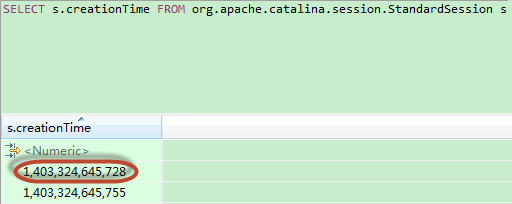 SELECT s.creationTime FROM org.apache.catalina.session.StandardSession s
s.creationTime
<Numeric>
1,403,324,645,728
1,403,324,645,755